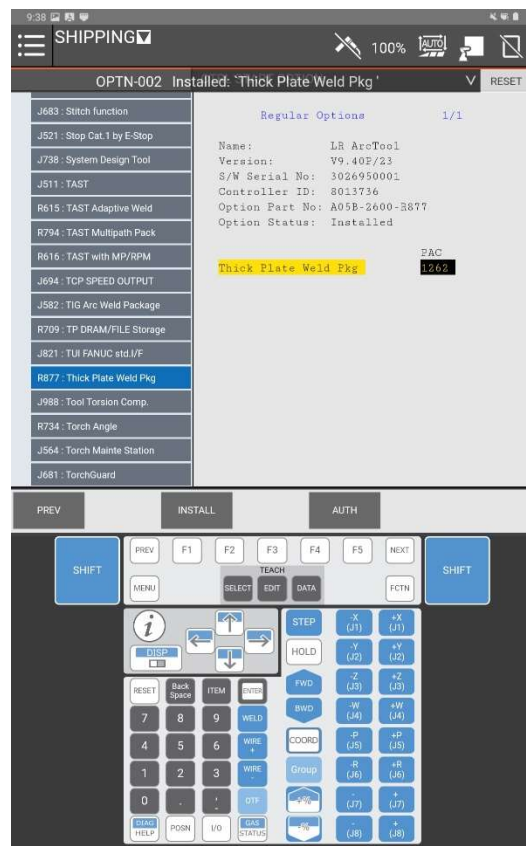 9:38
SHIPPING
100%
AUTO
OPTN-002 Installed: 'Thick Plate Weld Pkg'
RESET
J683 : Stitch function
J521 : Stop Cat.1 by E-Stop
J738 : System Design Tool
J511 : TAST
R615 : TAST Adaptive Weld
R794 : TAST Multipath Pack
R616 : TAST with MP/RPM
J694 : TCP SPEED OUTPUT
J582 : TIG Arc Weld Package
R709 : TP DRAM/FILE Storage
J821 : TUI FANUC std.I/F
R877 : Thick Plate Weld Pkg
J988 : Tool Torsion Comp.
R734 : Torch Angle
J564 : Torch Mainte Station
J681 : TorchGuard
Regular Options 1/1
Name: LR ArcTool
Version: V9.40P/23
S/W Serial No: 3026950001
Controller ID: 8013736
Option Part No: A05B-2600-R877
Option Status: Installed
PAC
Thick Plate Weld Pkg 1262
PREV INSTALL AUTH
SHIFT PREV F1 F2 F3 F4 F5 NEXT SHIFT
TEACH
MENU SELECT EDIT DATA FCTN
i
DISP
STEP -X (J1) +X (J1)
HOLD -Y (J2) +Y (J2)
RESET Back Space ITEM ENTER FWD -Z (J3) +Z (J3)
7 8 9 WELD BWD -W (J4) +W (J4)
4 5 6 WIRE + COORD -P (J5) +P (J5)
1 2 3 WIRE - Group -R (J6) +R (J6)
0 . , - OTF +% - (J7) + (J7)
DIAG HELP POSN I/O GAS STATUS -% - (J8) + (J8)